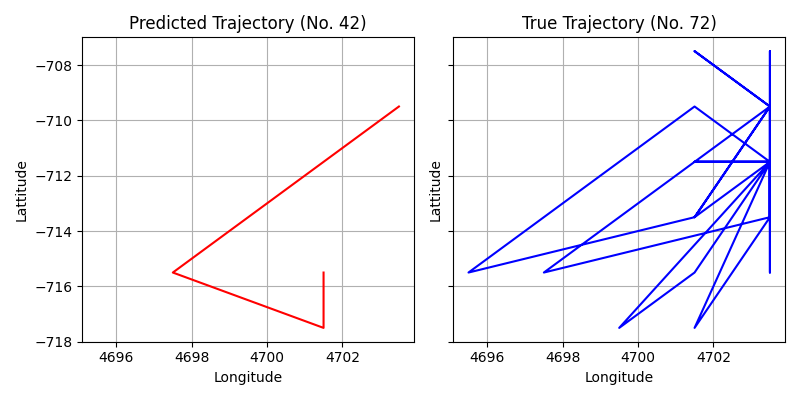 Predicted Trajectory (No. 42)
True Trajectory (No. 72)
−708
−710
−712
−714
−716
−718
Lattitude
Lattitude
4696 4698 4700 4702
4696 4698 4700 4702
Longitude
Longitude